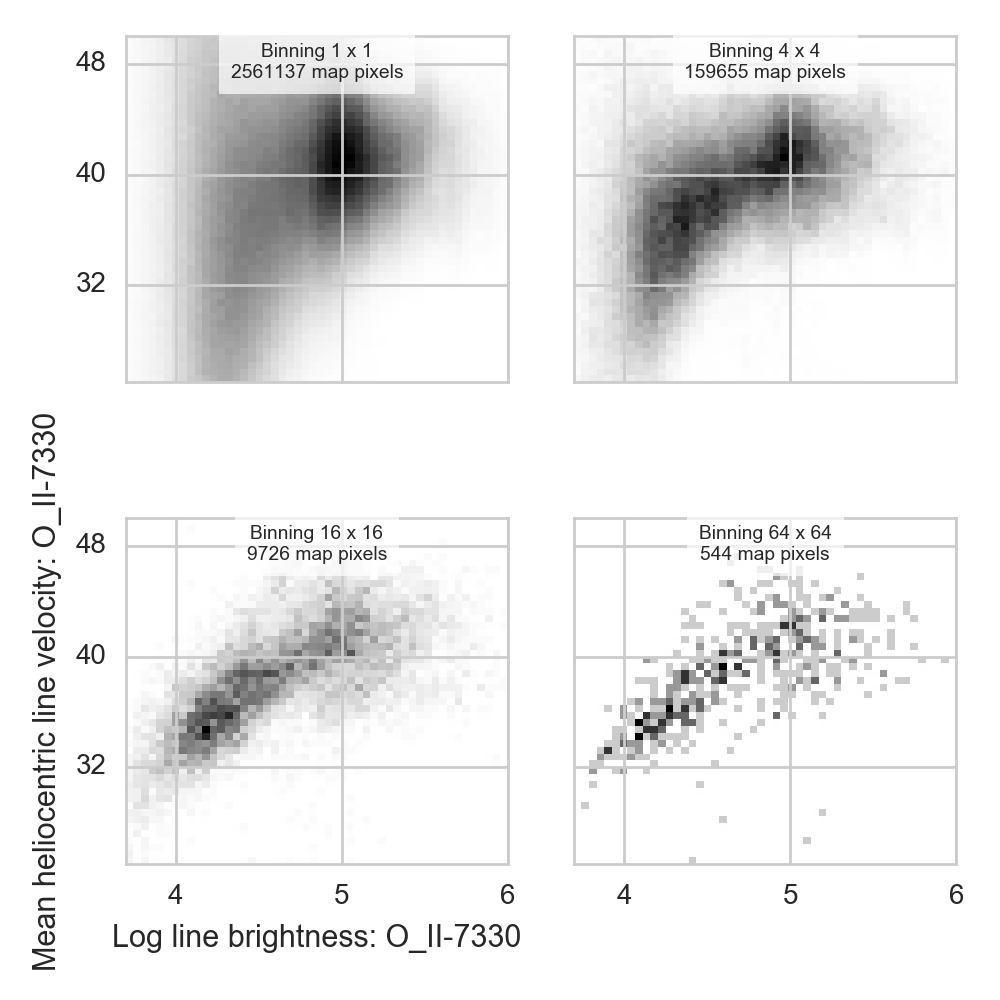 Binning 1 x 1
2561137 map pixels
Binning 4 x 4
159655 map pixels
48
40
32
Binning 16 x 16
9726 map pixels
Binning 64 x 64
544 map pixels
48
40
32
4
5
6
4
5
6
Log line brightness: O_II-7330
Mean heliocentric line velocity: O_II-7330